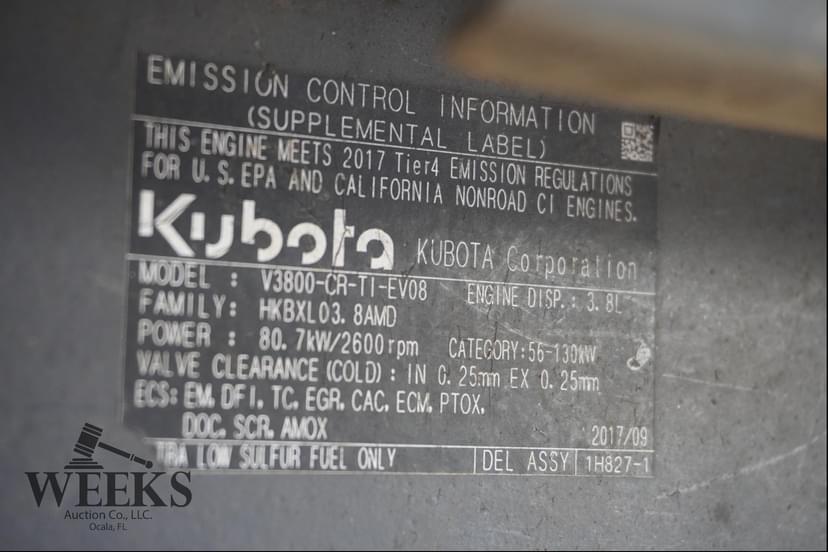 EMISSION CONTROL INFORMATION
(SUPPLEMENTAL LABEL)
THIS ENGINE MEETS 2017 Tier4 EMISSION REGULATIONS
FOR U.S.EPA AND CALIFORNIA NONROAD CI ENGINES.
Kubota KUBOTA Corporation
MODEL : V3800-CR-TI-EV08 ENGINE DISP.: 3.8L
FAMILY: HKBXL03.8AMD
POWER : 80.7kW/2600rpm CATEGORY:56-130kW
VALVE CLEARANCE(COLD): IN 0.25mm EX 0.25mm
ECS: EM, DFI, TC, EGR, CAC, ECM, PTOX,
DOC, SCR, AMOX 2017/09
TRA LOW SULFUR FUEL ONLY DEL ASSY 1H827-1
WEEKS
Auction Co., LLC.
Ocala, FL